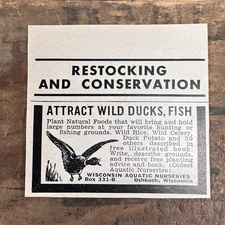 RESTOCKING
AND CONSERVATION
ATTRACT WILD DUCKS, FISH
Plant Natural Foods that will bring and hold
large numbers at your favorite hunting or
fishing grounds. Wild Rice, Wild Celery,
Duck Potato and 30
others described in
free illustrated book.
Write, describe grounds,
and receive free planting
advice and book. (Oldest
Aquatic Nurseries).
WISCONSIN AQUATIC NURSERIES
Box 331-B Oshkosh, Wisconsin